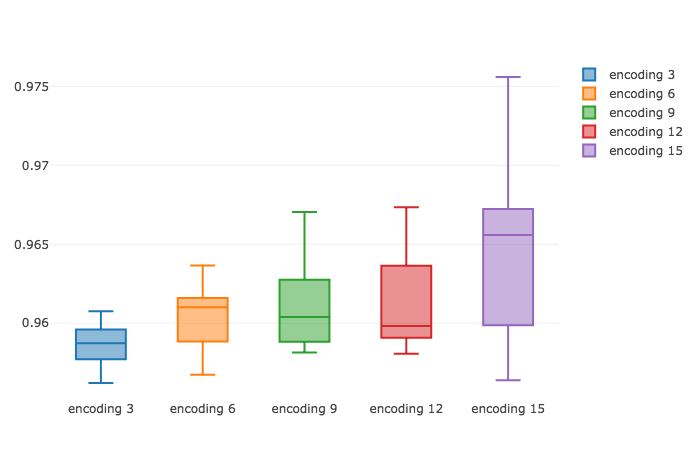 0.975
0.97
0.965
0.96
encoding 3
encoding 6
encoding 9
encoding 12
encoding 15
encoding 3
encoding 6
encoding 9
encoding 12
encoding 15